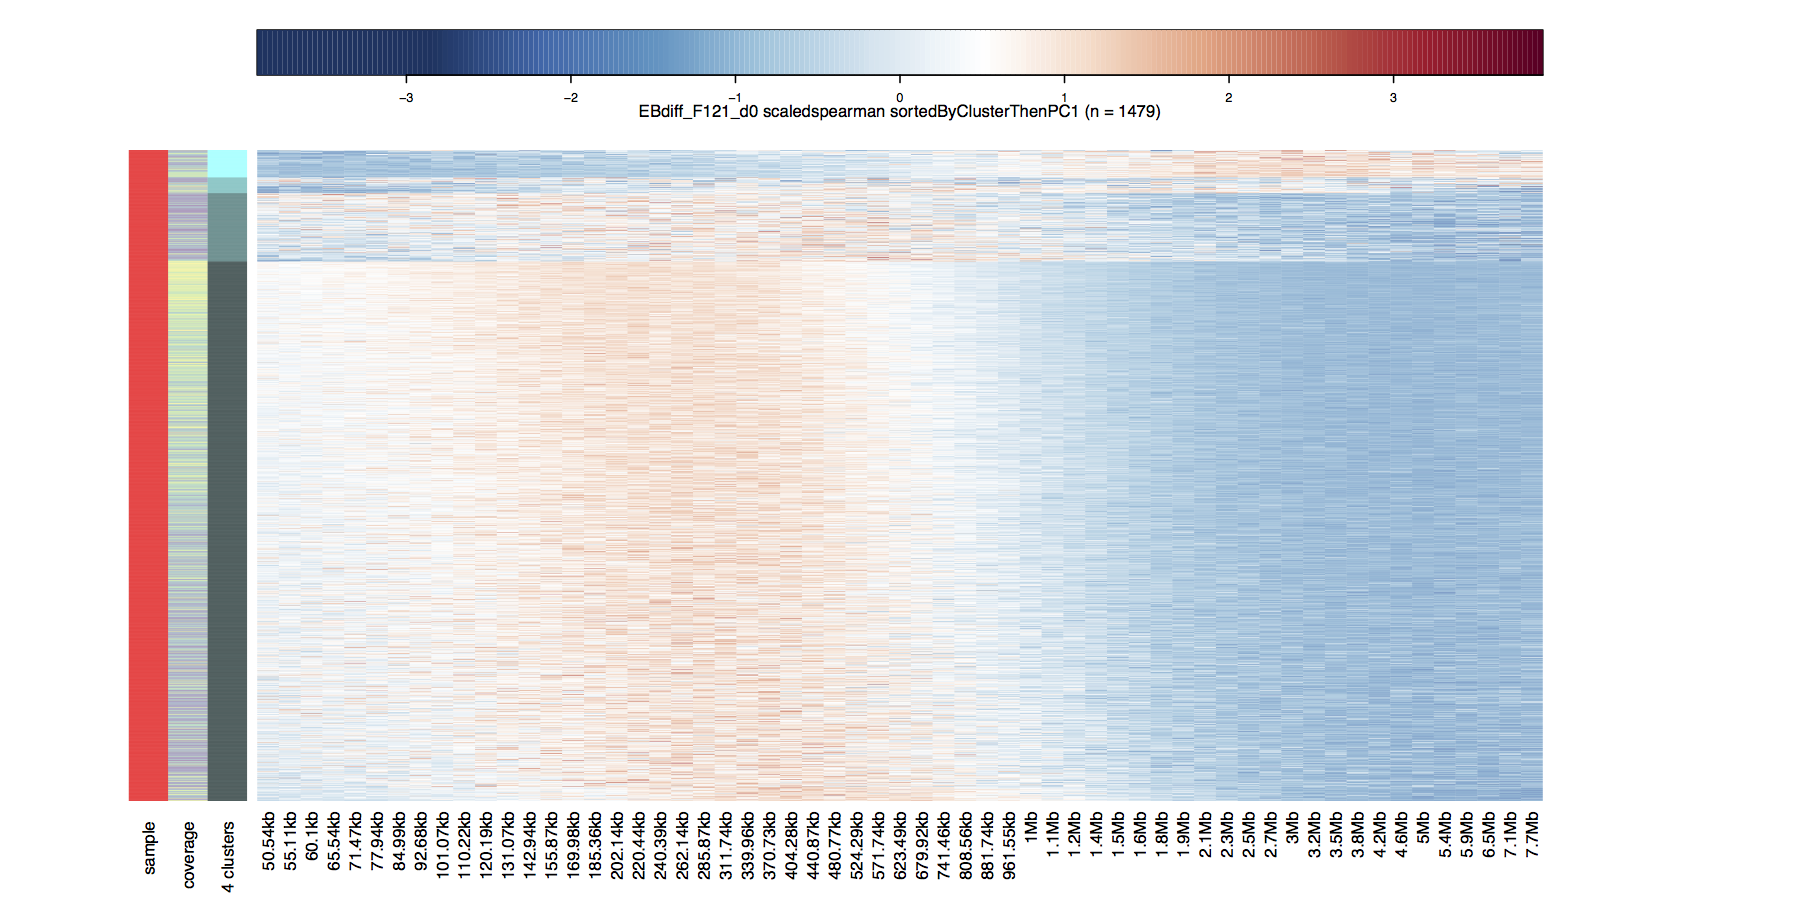 −3 −2 −1 0 1 2 3
EBdiff_F121_d0 scaledspearman sortedByClusterThenPC1 (n = 1479)
sample
coverage
4 clusters
50.54kb
55.11kb
60.1kb
65.54kb
71.47kb
77.94kb
84.99kb
92.68kb
101.07kb
110.22kb
120.19kb
131.07kb
142.94kb
155.87kb
169.98kb
185.36kb
202.14kb
220.44kb
240.39kb
262.14kb
285.87kb
311.74kb
339.96kb
370.73kb
404.28kb
440.87kb
480.77kb
524.29kb
571.74kb
623.49kb
679.92kb
741.46kb
808.56kb
881.74kb
961.55kb
1Mb
1.1Mb
1.2Mb
1.4Mb
1.5Mb
1.6Mb
1.8Mb
1.9Mb
2.1Mb
2.3Mb
2.5Mb
2.7Mb
3Mb
3.2Mb
3.5Mb
3.8Mb
4.2Mb
4.6Mb
5Mb
5.4Mb
5.9Mb
6.5Mb
7.1Mb
7.7Mb